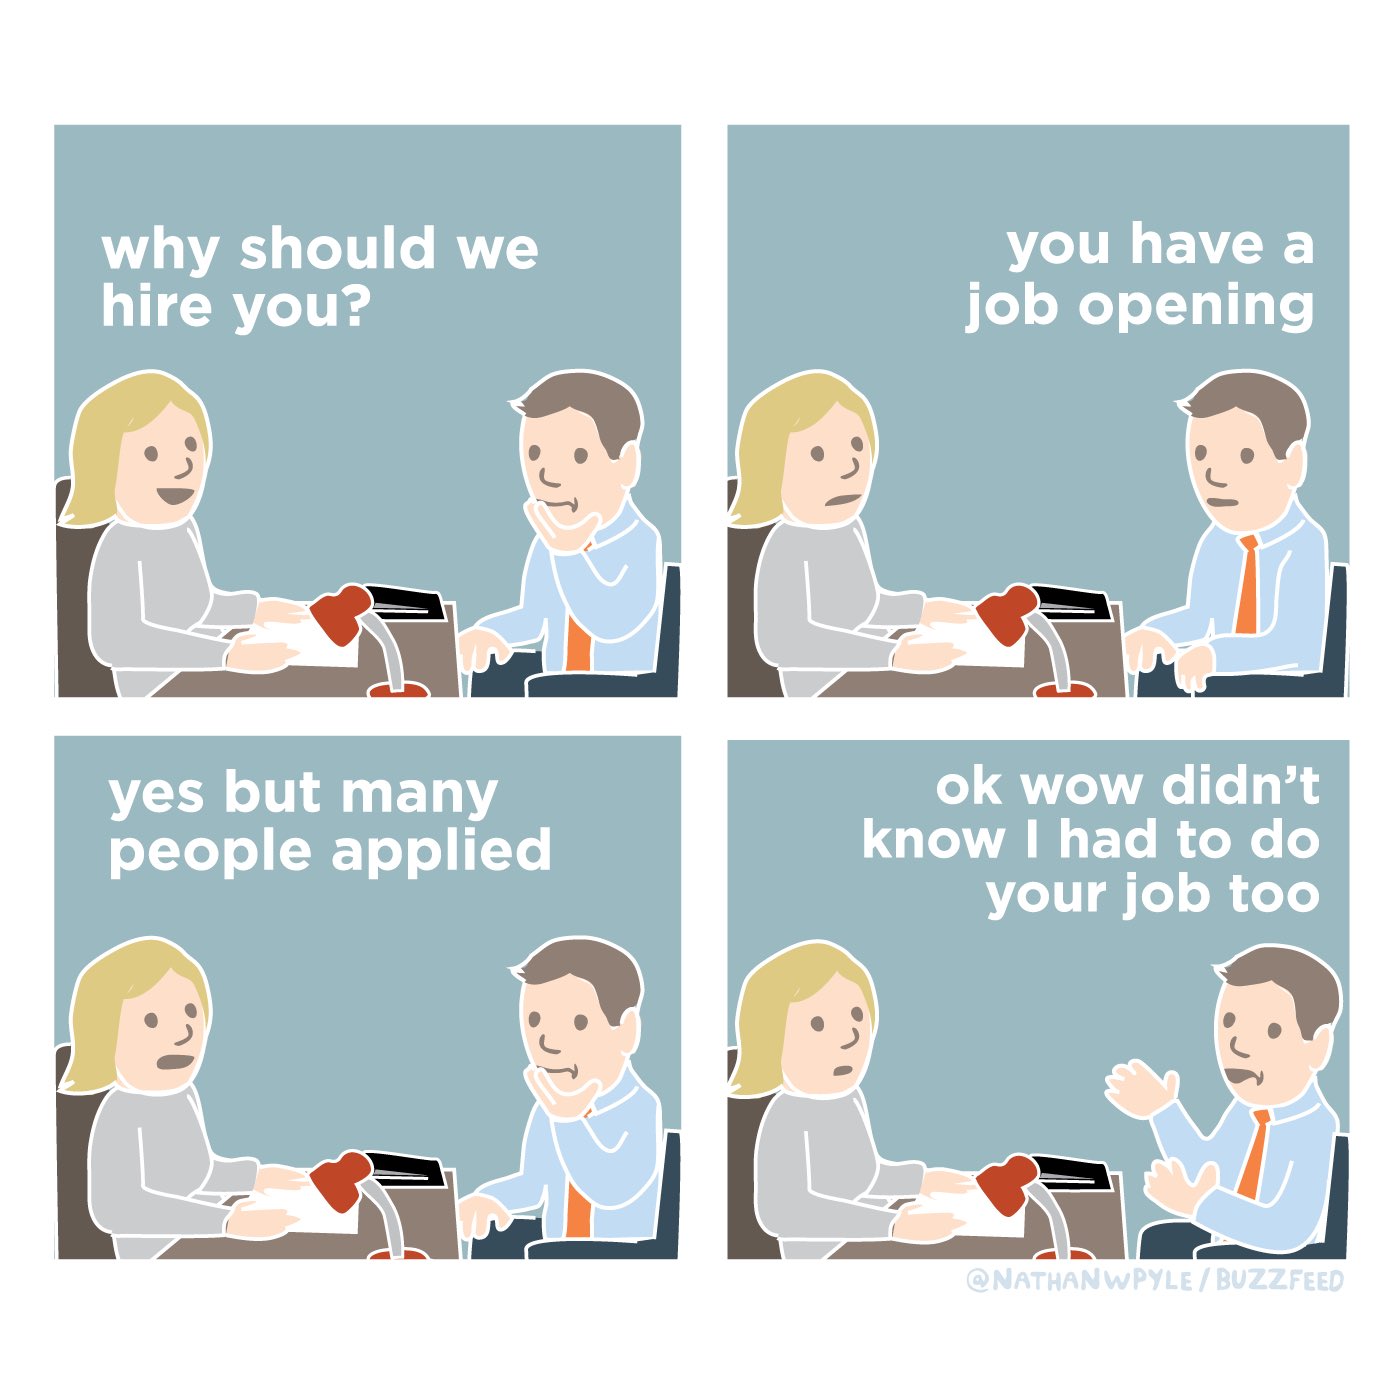 why should we
hire you?
you have a
job opening
yes but many
people applied
ok wow didn't
know I had to do
your job too
@NATHANWPYLE / BUZZFEED